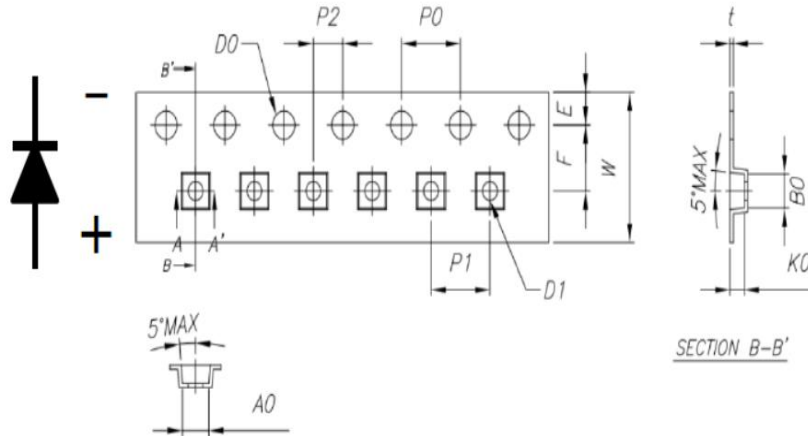 P2
P0
t
D0
B'
-
E
F
W
5°MAX
B0
+
A
A'
B
P1
D1
K0
5°MAX
SECTION B-B'
A0